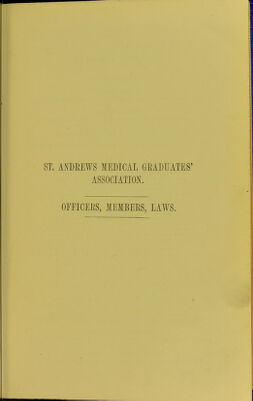 ST. ANDREWS MEDICAL GRADUATES'
ASSOCIATION.
OFFICERS, MEMBERS, LAWS.